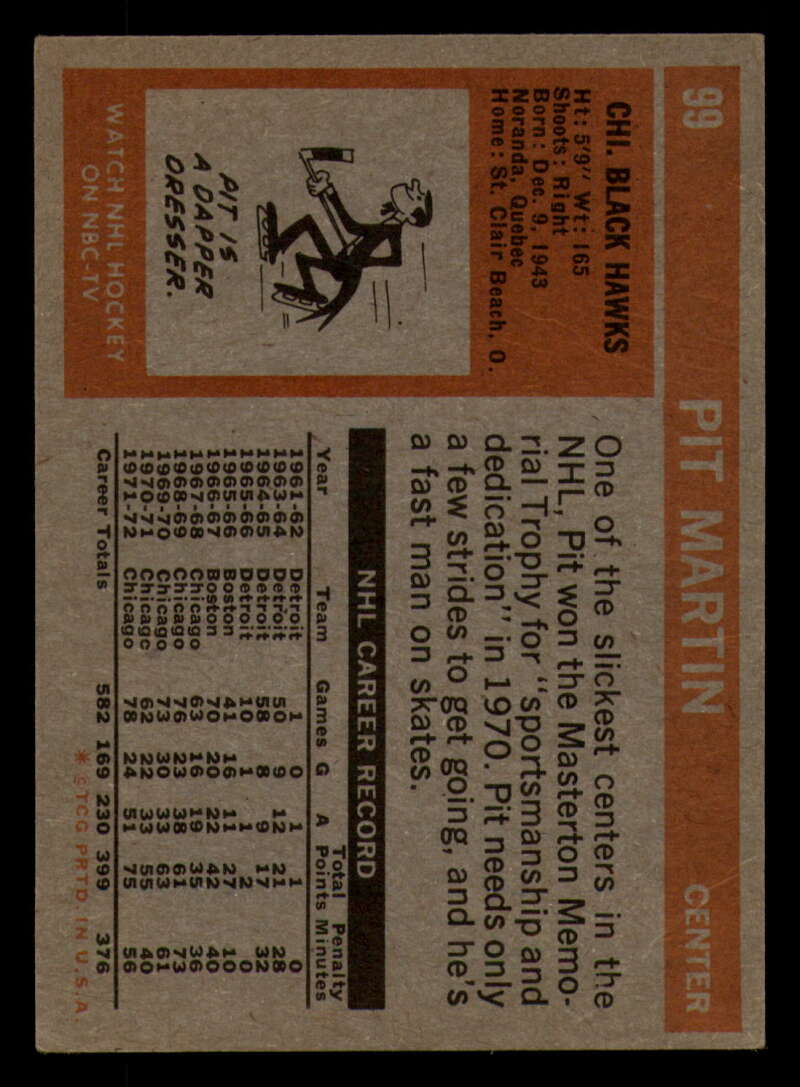 99 PIT MARTIN CENTER
CHI. BLACK HAWKS
Ht: 5'9" Wt: 165
Shoots: Right
Born: Dec. 9, 1943
Noranda, Quebec
Home: St. Clair Beach, O.
PIT IS
A DAPPER
DRESSER.
WATCH NHL HOCKEY
ON NBC-TV
One of the slickest centers in the
NHL, Pit won the Masterton Memo-
rial Trophy for "sportsmanship and
dedication" in 1970. Pit needs only
a few strides to get going, and he's
a fast man on skates.
NHL CAREER RECORD
Total Penalty
Year Team Games G A Points Minutes
1961-62 Detroit 1 0 1 1 0
1963-64 Detroit 50 9 12 21 28
1964-65 Detroit 58 8 9 17 32
1965-66 Detroit 10 1 1 2 0
1965-66 Boston 41 16 11 27 10
1966-67 Boston 70 20 22 42 40
1967-68 Chicago 63 16 19 35 36
1968-69 Chicago 76 23 38 61 73
1969-70 Chicago 73 30 33 63 61
1970-71 Chicago 62 22 33 55 40
1971-72 Chicago 78 24 51 75 56
Career Totals 582 169 230 399 376
* © T.C.G. PRTD. IN U.S.A.